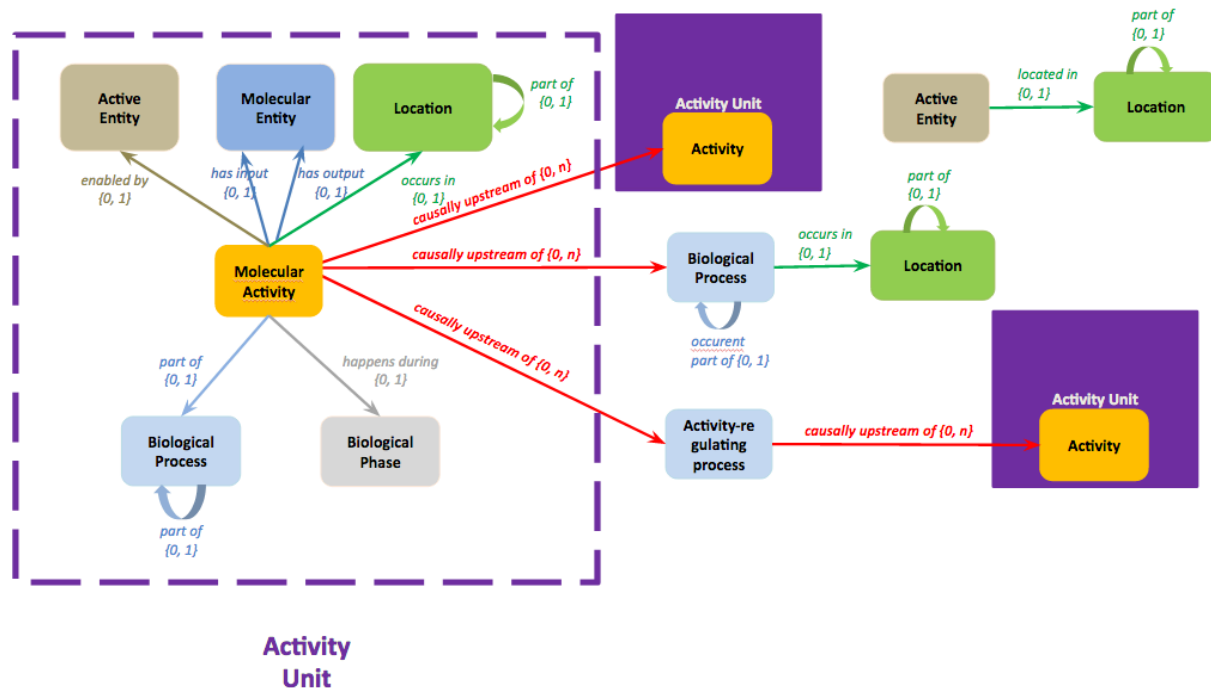 Active
Entity
Molecular
Entity
Location
part of
{0, 1}
enabled by
{0, 1}
has input
{0, 1}
has output
{0, 1}
occurs in
{0, 1}
Molecular
Activity
part of
{0, 1}
happens during
{0, 1}
Biological
Process
Biological
Phase
part of
{0, 1}
Activity
Unit
causally upstream of {0, n}
Activity Unit
Activity
causally upstream of {0, n}
Biological
Process
occurent
part of {0, 1}
occurs in
{0, 1}
Location
part of
{0, 1}
causally upstream of {0, n}
Activity-re
gulating
process
causally upstream of {0, n}
Activity Unit
Activity
Active
Entity
located in
{0, 1}
Location
part of
{0, 1}